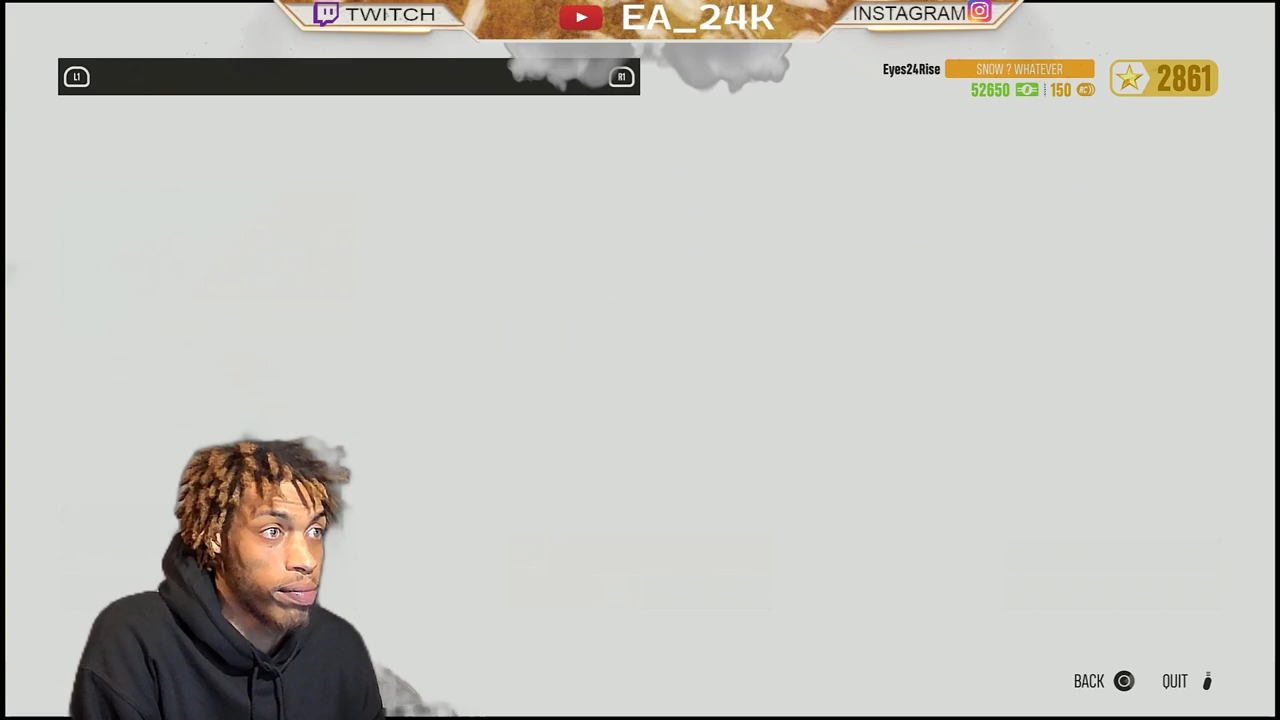 TWITCH
EA_24K
INSTAGRAM
L1
R1
Eyes24Rise
SNOW ? WHATEVER
52650
150
2861
BACK
QUIT